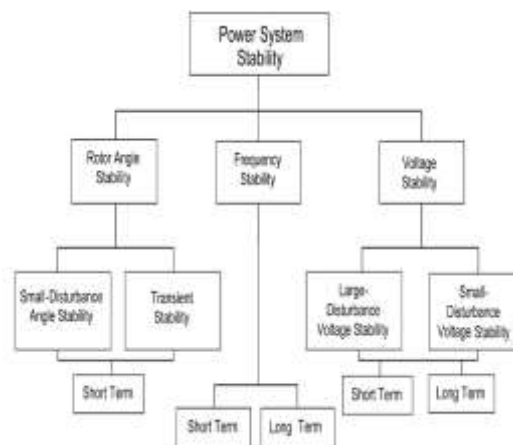 Power System
Stability
Rotor Angle
Stability
Frequency
Stability
Voltage
Stability
Small-Disturbance
Angle Stability
Transient
Stability
Large-
Disturbance
Voltage Stability
Small-
Disturbance
Voltage Stability
Short Term
Short Term
Long Term
Short Term
Long Term